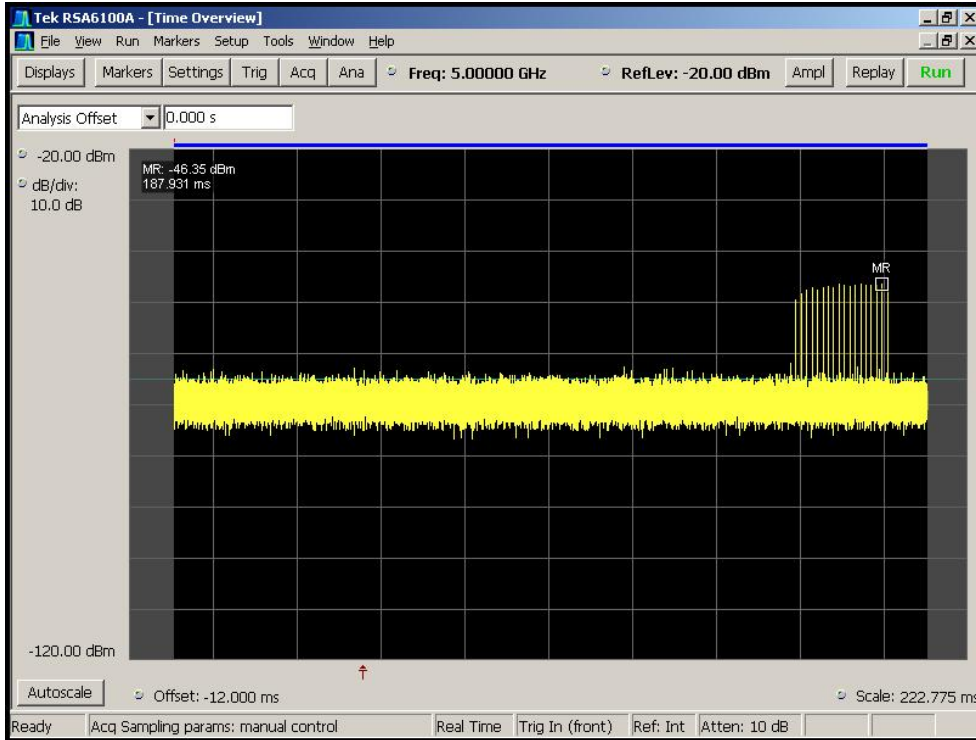 Tek RSA6100A - [Time Overview]
File View Run Markers Setup Tools Window Help
Displays Markers Settings Trig Acq Ana Freq: 5.00000 GHz RefLev: -20.00 dBm Ampl Replay Run
Analysis Offset 0.000 s
-20.00 dBm
dB/div:
10.0 dB
MR: -46.35 dBm
187.931 ms
MR
-120.00 dBm
Autoscale Offset: -12.000 ms Scale: 222.775 ms
Ready Acq Sampling params: manual control Real Time Trig In (front) Ref: Int Atten: 10 dB